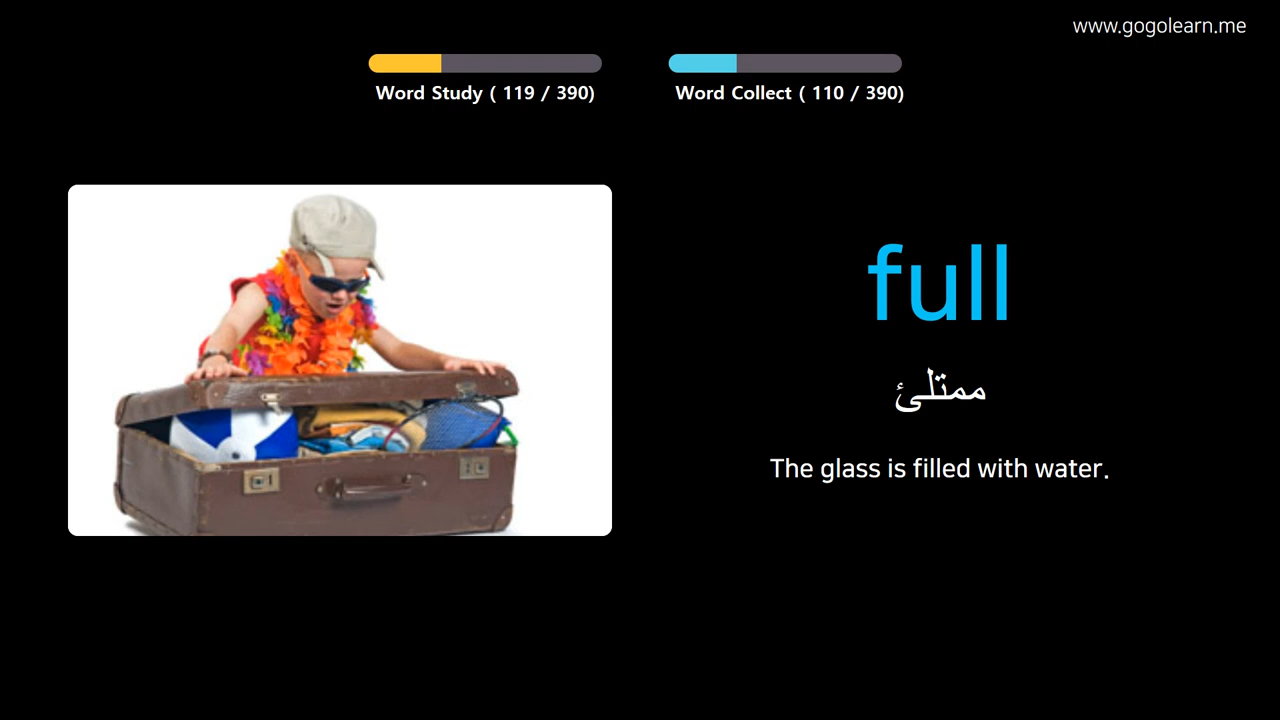 www.gogolearn.me
Word Study ( 119 / 390)
Word Collect ( 110 / 390)
full
ممتلئ
The glass is filled with water.